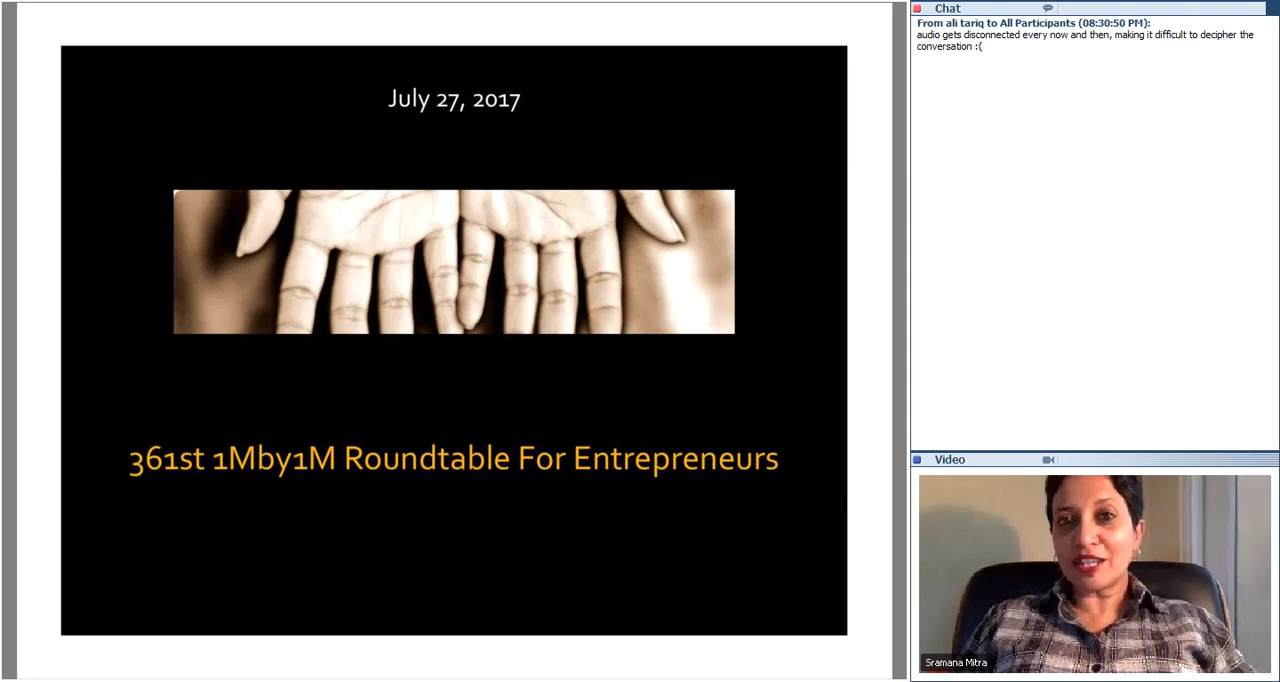 July 27, 2017
361st 1Mby1M Roundtable For Entrepreneurs
Chat
From ali tariq to All Participants (08:30:50 PM):
audio gets disconnected every now and then, making it difficult to decipher the
conversation :(
Video
Sramana Mitra